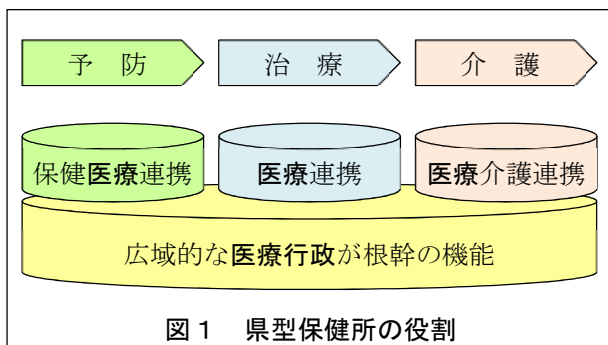 予 防
治 療
介 護
保健医療連携
医療連携
医療介護連携
広域的な医療行政が根幹の機能
図1 県型保健所の役割